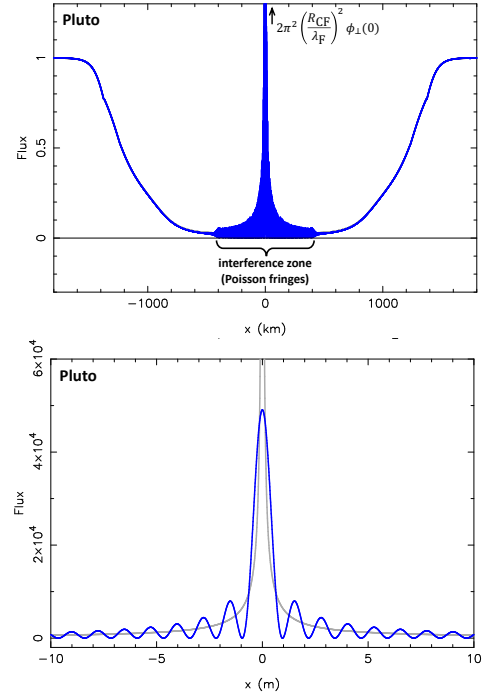 Pluto
2π² (R_CF/λ_F)² ϕ⊥(0)
1
0.5
0
Flux
interference zone
(Poisson fringes)
−1000 0 1000
x (km)
Pluto
6×10⁴
4×10⁴
2×10⁴
0
Flux
−10 −5 0 5 10
x (m)